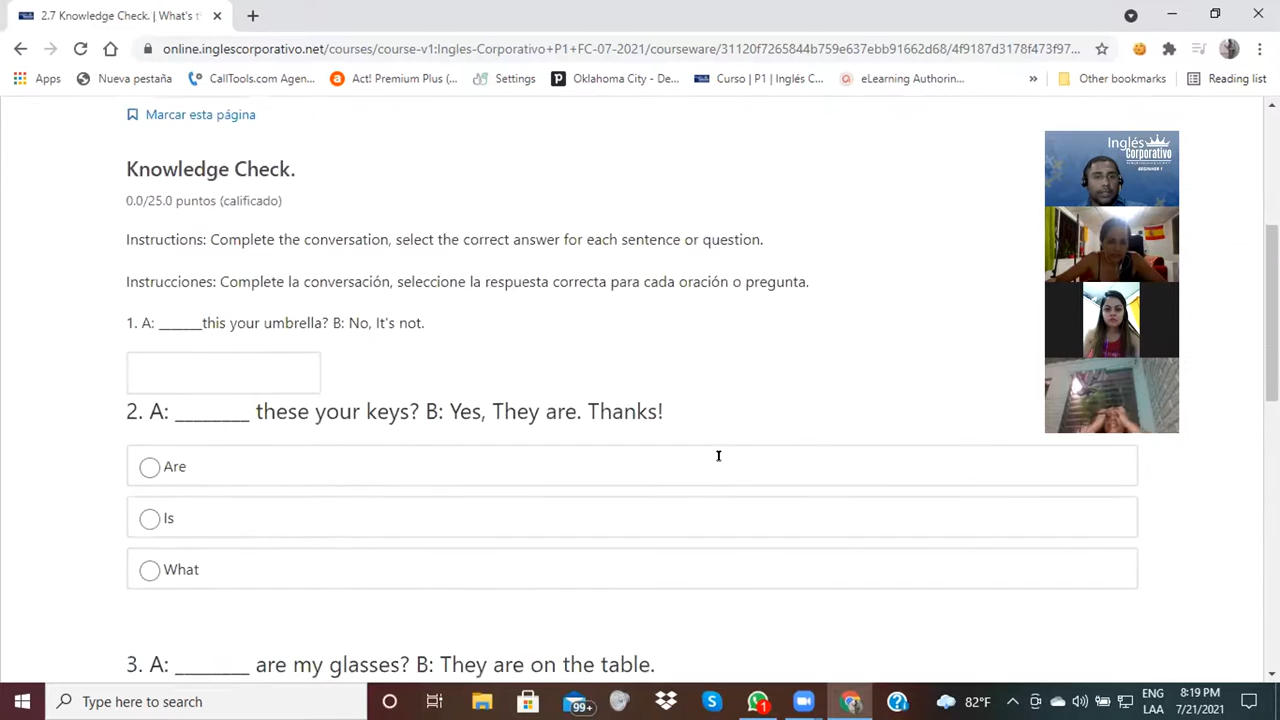 2.7 Knowledge Check. | What's t
online.inglescorporativo.net/courses/course-v1:Ingles-Corporativo+P1+FC-07-2021/courseware/31120f7265844b759e637ebb91662d68/4f9187d3178f473f97...
Apps Nueva pestaña CallTools.com Agen... Act! Premium Plus (... Settings Oklahoma City - De... Curso | P1 | Inglés C... eLearning Authorin... » Other bookmarks Reading list
Marcar esta página
Inglés
Corporativo
BEGINNER 1
Knowledge Check.
0.0/25.0 puntos (calificado)
Instructions: Complete the conversation, select the correct answer for each sentence or question.
Instrucciones: Complete la conversación, seleccione la respuesta correcta para cada oración o pregunta.
1. A: _______this your umbrella? B: No, It's not.
2. A: ________ these your keys? B: Yes, They are. Thanks!
Are
Is
What
3. A: ________ are my glasses? B: They are on the table.
Type here to search
99+
1
82°F
ENG
LAA
8:19 PM
7/21/2021